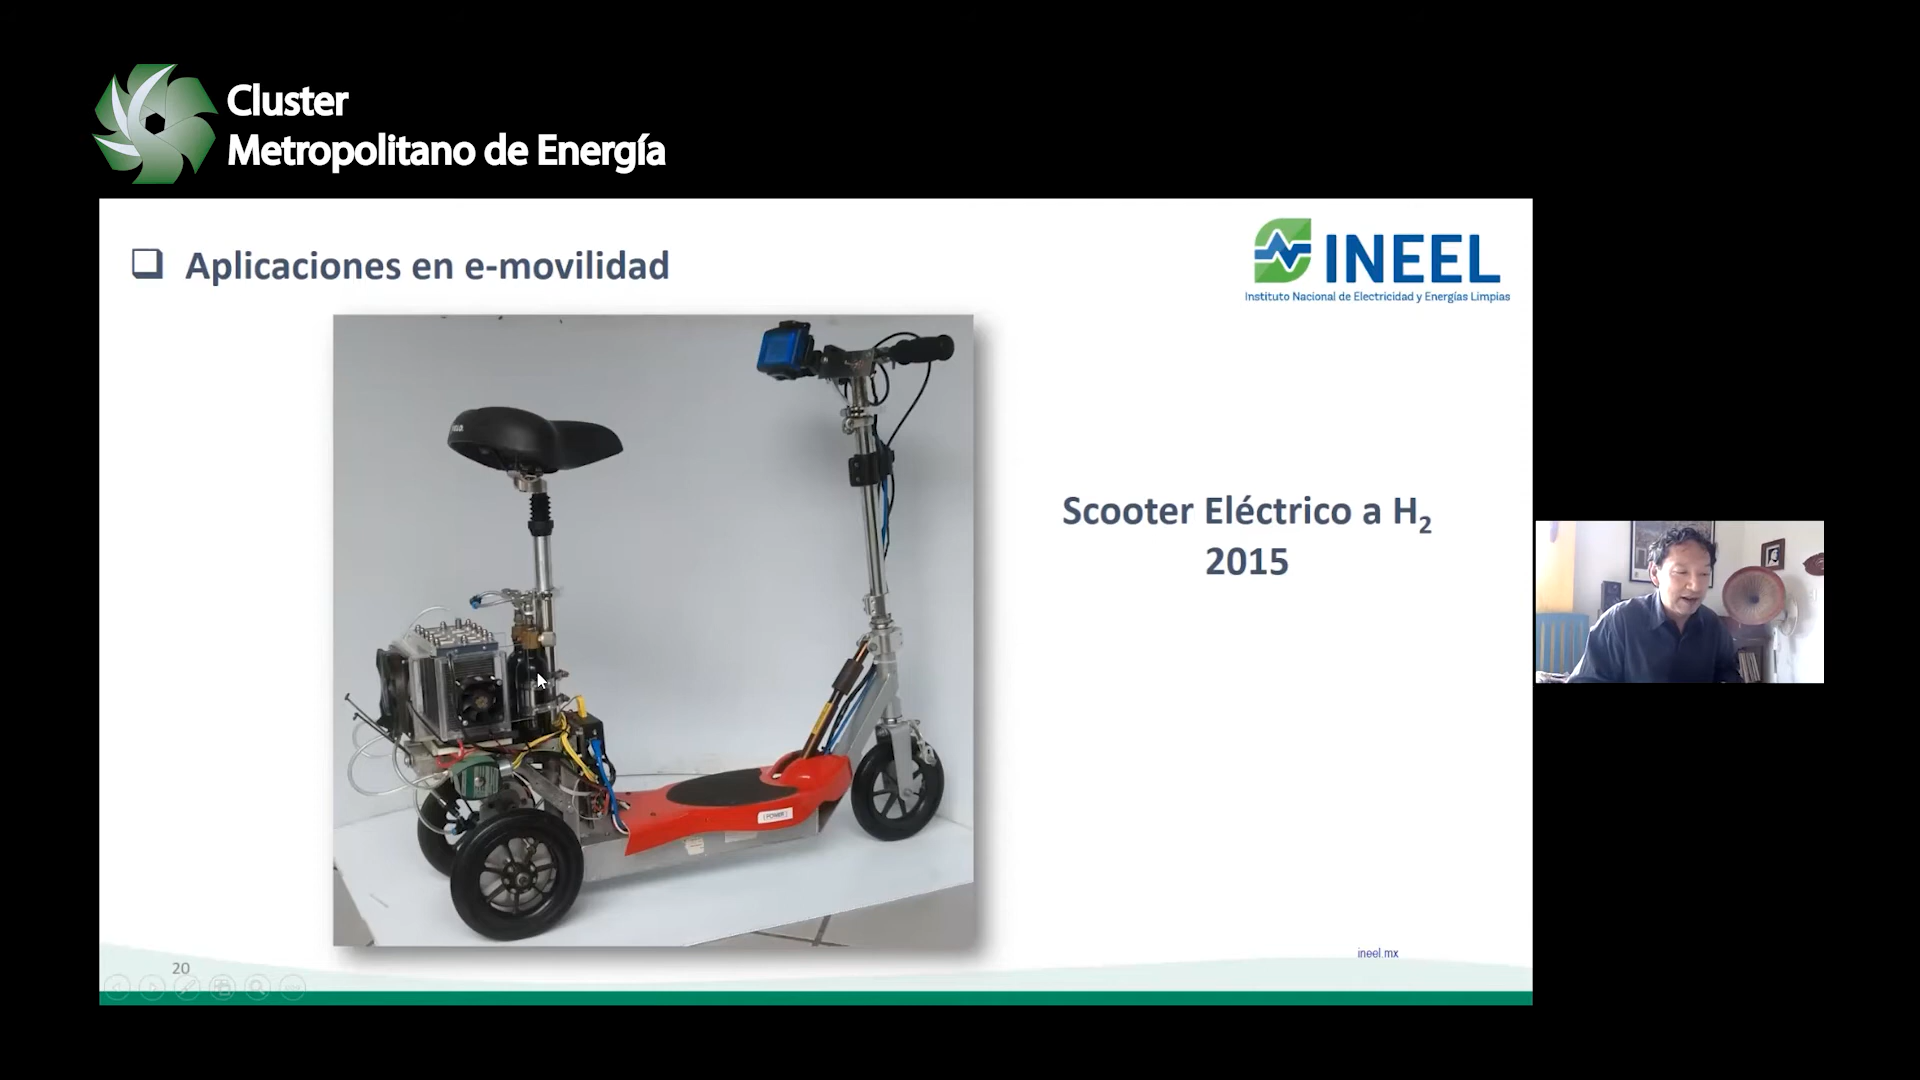 Cluster
Metropolitano de Energía
Aplicaciones en e-movilidad
INEEL
Instituto Nacional de Electricidad y Energías Limpias
Scooter Eléctrico a H₂
2015
POWER
ineel.mx
20